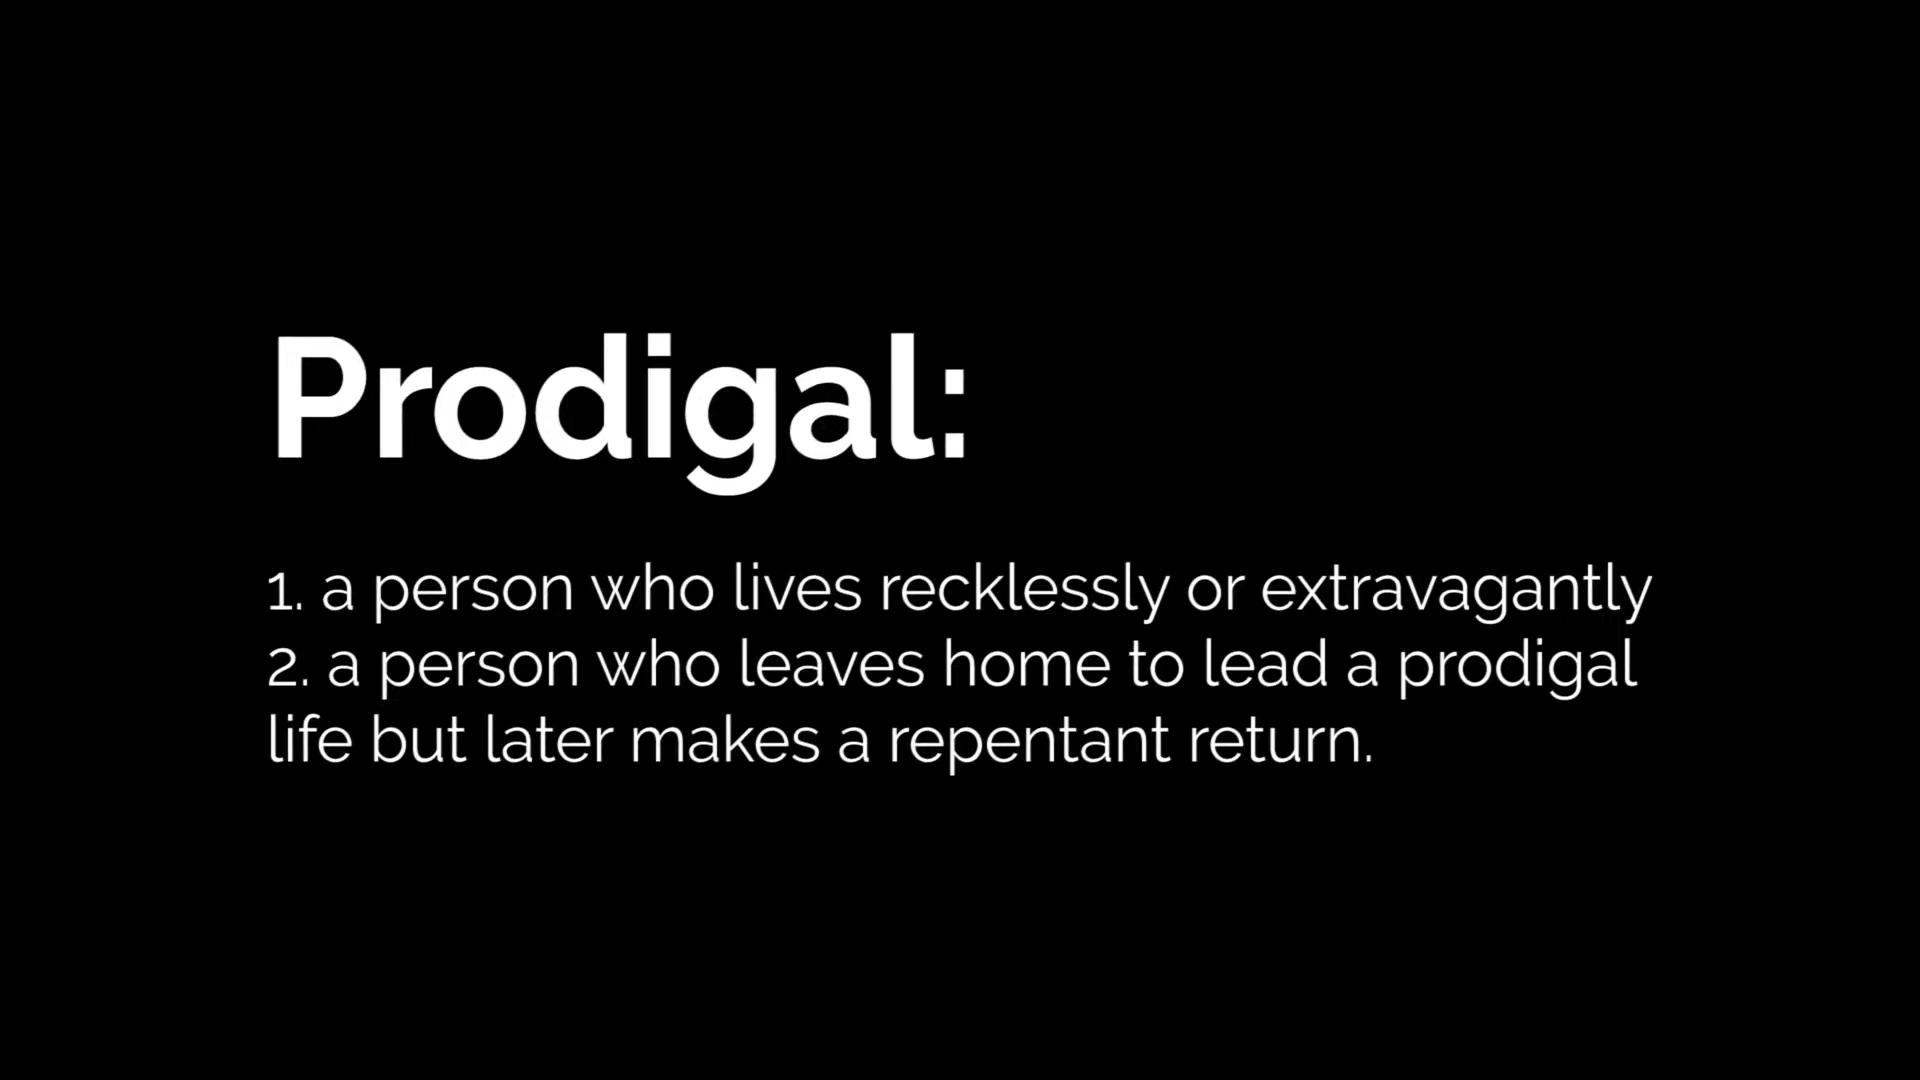 Prodigal:
1. a person who lives recklessly or extravagantly
2. a person who leaves home to lead a prodigal
life but later makes a repentant return.